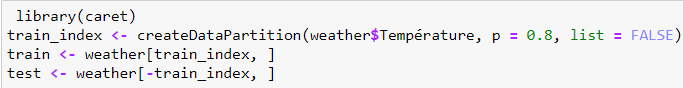 library(caret)
train_index <- createDataPartition(weather$Température, p = 0.8, list = FALSE)
train <- weather[train_index, ]
test <- weather[-train_index, ]